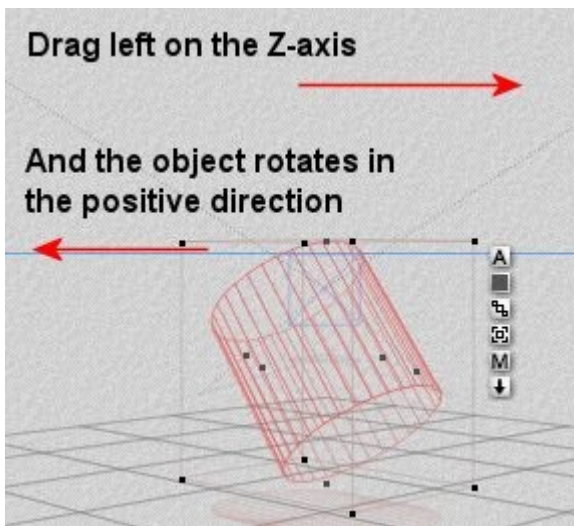 Drag left on the Z-axis
And the object rotates in
the positive direction
A
M